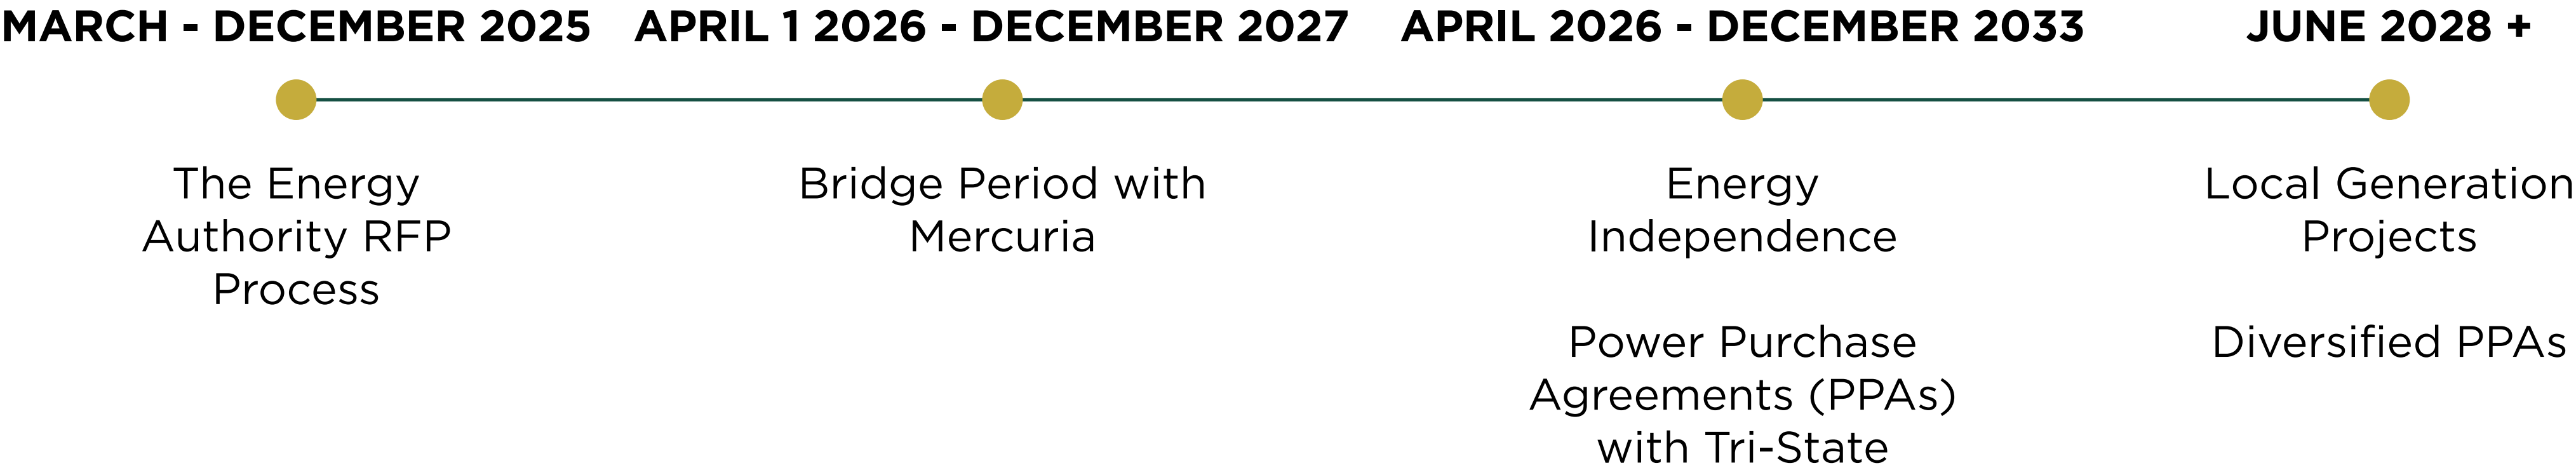 MARCH - DECEMBER 2025
The Energy
Authority RFP
Process
APRIL 1 2026 - DECEMBER 2027
Bridge Period with
Mercuria
APRIL 2026 - DECEMBER 2033
Energy
Independence
Power Purchase
Agreements (PPAs)
with Tri-State
JUNE 2028 +
Local Generation
Projects
Diversified PPAs